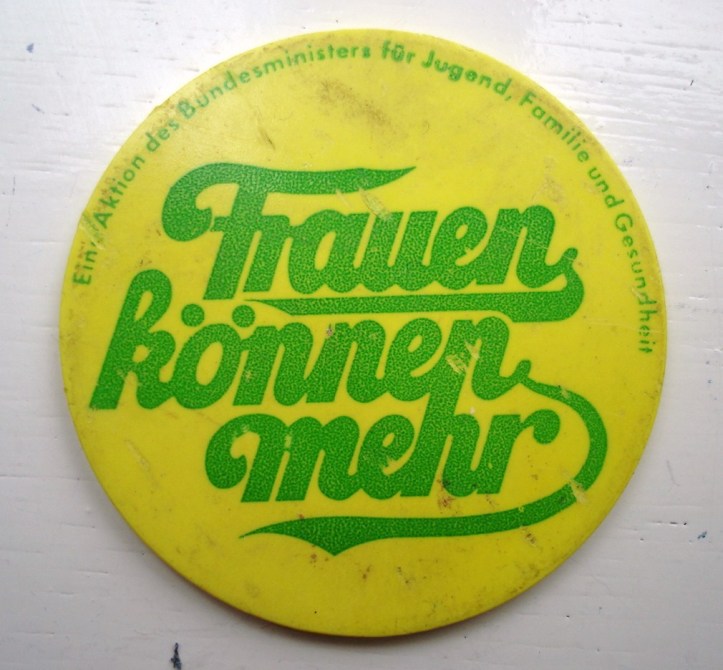 Eine Aktion des Bundesministers für Jugend, Familie und Gesundheit
Frauen
können
mehr